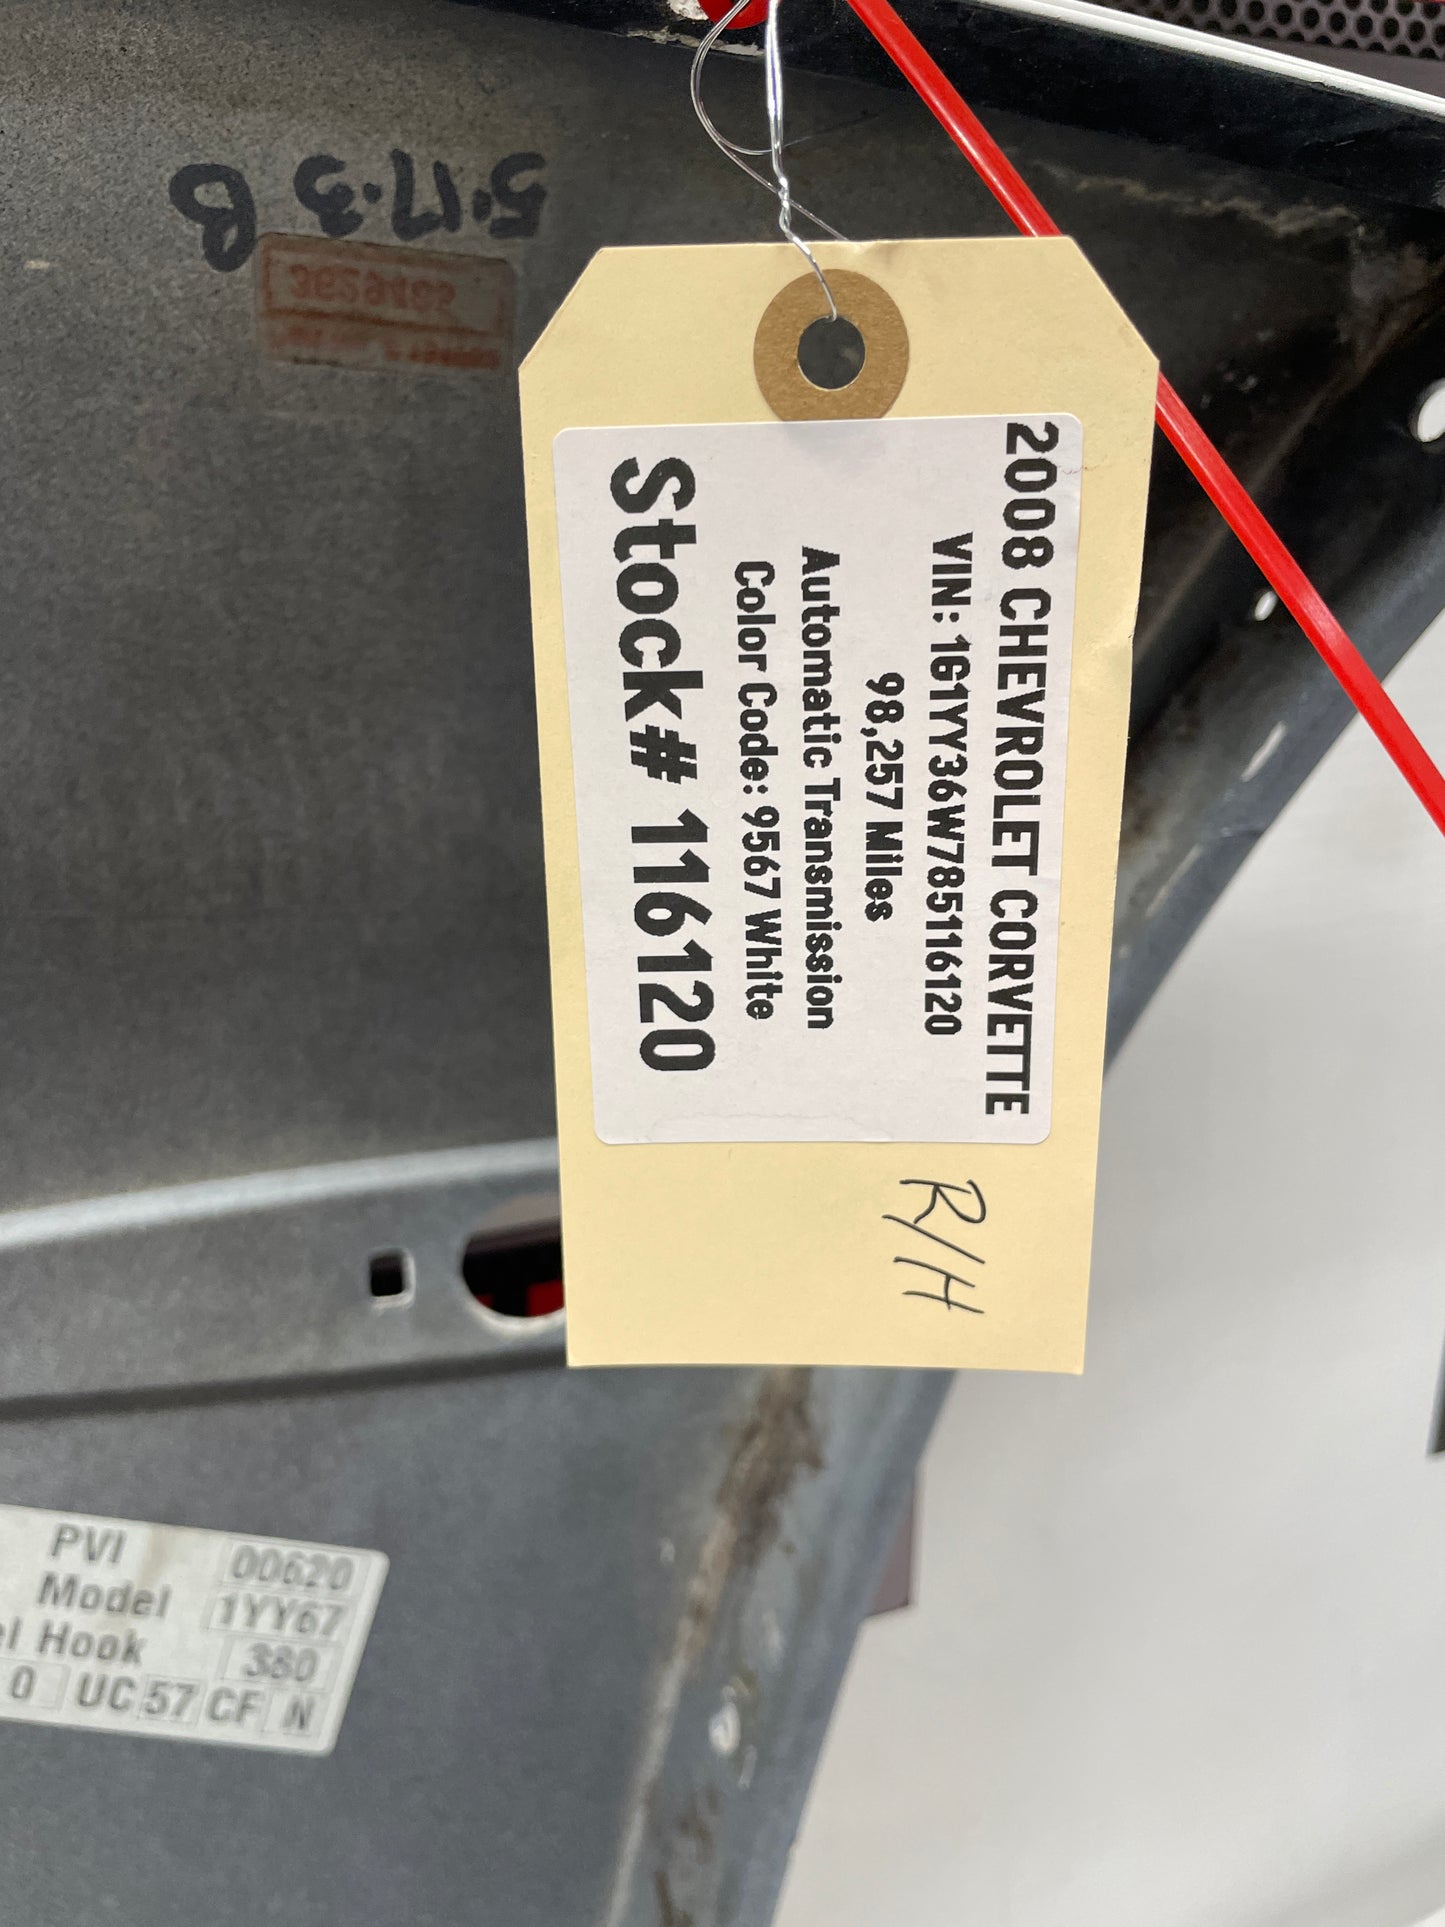 5.17.3 B
2008 CHEVROLET CORVETTE
VIN: 1G1YY36W785116120
98,257 Miles
Automatic Transmission
Color Code: 9567 White
Stock# 116120
R/H
PVI 00620
Model 1YY67
el Hook 380
0 UC 57 CF N